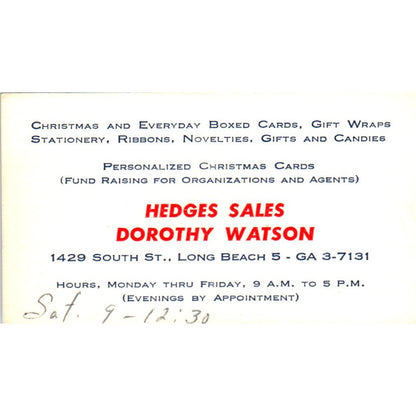 Christmas and Everyday Boxed Cards, Gift Wraps
Stationery, Ribbons, Novelties, Gifts and Candies
Personalized Christmas Cards
(Fund Raising for Organizations and Agents)
HEDGES SALES
DOROTHY WATSON
1429 South St., Long Beach 5 - GA 3-7131
Hours, Monday thru Friday, 9 A.M. to 5 P.M.
(Evenings by Appointment)
Sat. 9-12:30